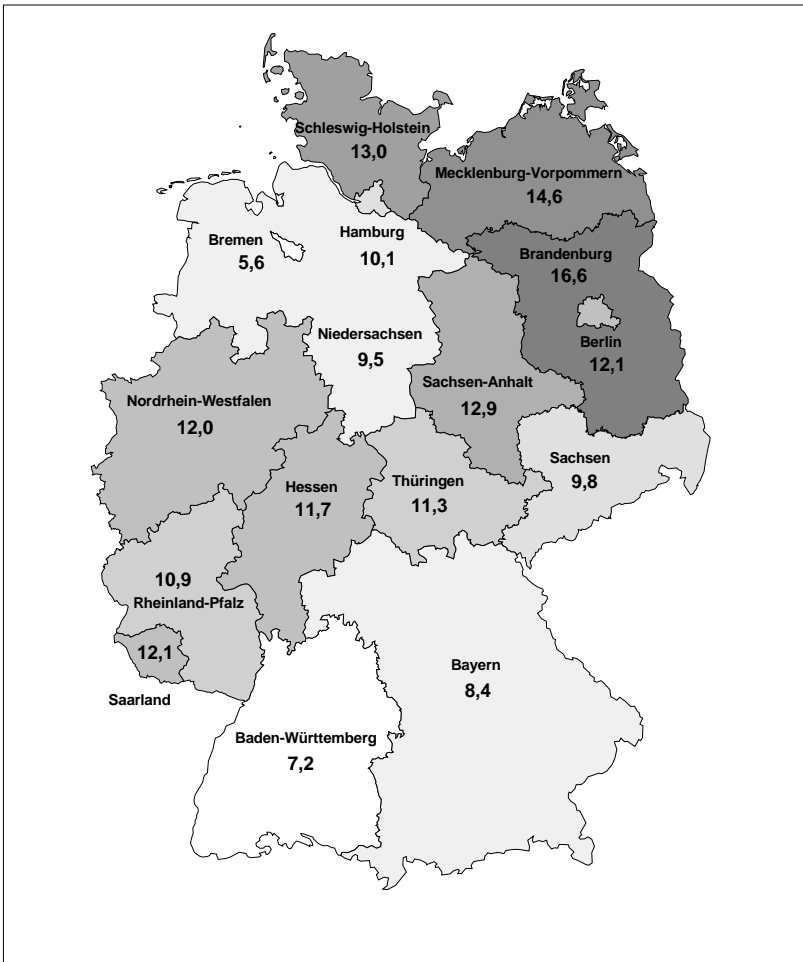 Schleswig-Holstein
13,0
Mecklenburg-Vorpommern
14,6
Hamburg
10,1
Bremen
5,6
Brandenburg
16,6
Berlin
12,1
Niedersachsen
9,5
Sachsen-Anhalt
12,9
Nordrhein-Westfalen
12,0
Sachsen
9,8
Thüringen
11,3
Hessen
11,7
10,9
Rheinland-Pfalz
12,1
Saarland
Bayern
8,4
Baden-Württemberg
7,2